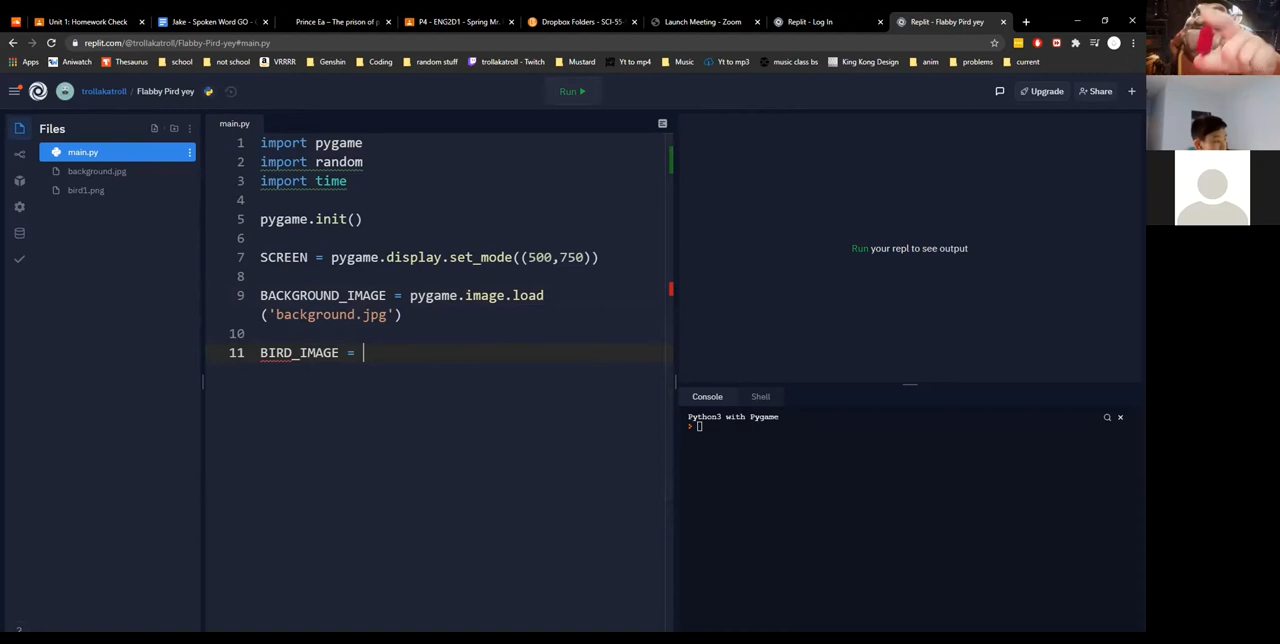 Unit 1: Homework Check
Jake - Spoken Word GO
Prince Ea – The prison of
P4 - ENG2D1 - Spring Mr.
Dropbox Folders - SCI-55
Launch Meeting - Zoom
Replit - Log In
Replit - Flabby Pird yey
replit.com/@trollakatroll/Flabby-Pird-yey#main.py
Apps
Aniwatch
Thesaurus
school
not school
VRRRR
Genshin
Coding
random stuff
trollakatroll - Twitch
Mustard
Yt to mp4
Music
Yt to mp3
music class bs
King Kong Design
anim
problems
current
trollakatroll / Flabby Pird yey
Run
Upgrade
Share
Files
main.py
background.jpg
bird1.png
main.py
1 import pygame
2 import random
3 import time
4
5 pygame.init()
6
7 SCREEN = pygame.display.set_mode((500,750))
8
9 BACKGROUND_IMAGE = pygame.image.load
('background.jpg')
10
11 BIRD_IMAGE =
Run your repl to see output
Console
Shell
Python3 with Pygame